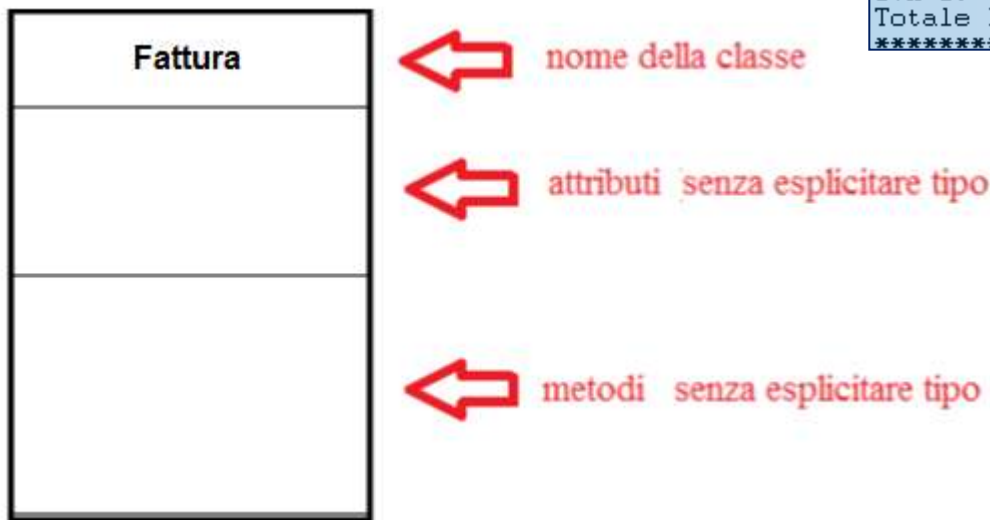 Totale
********
Fattura
nome della classe
attributi senza esplicitare tipo
metodi senza esplicitare tipo